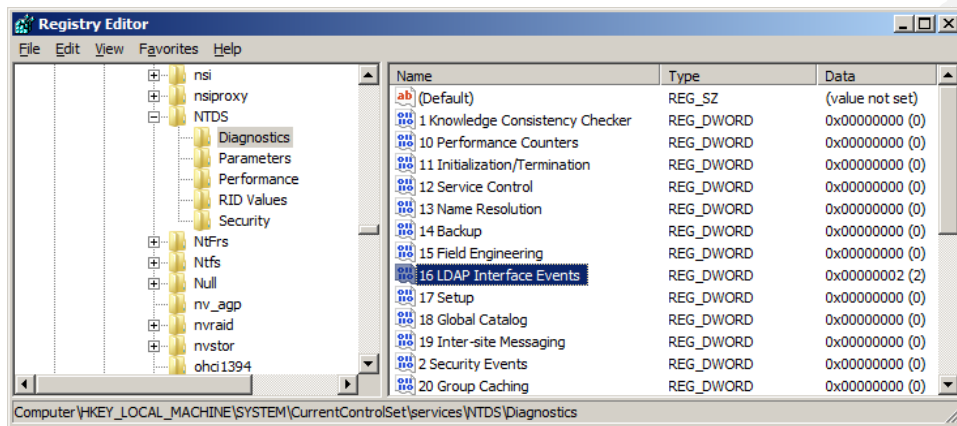 Registry Editor
File Edit View Favorites Help
nsi
nsiproxy
NTDS
Diagnostics
Parameters
Performance
RID Values
Security
NtFrs
Ntfs
Null
nv_agp
nvraid
nvstor
ohci1394
Name Type Data
(Default) REG_SZ (value not set)
1 Knowledge Consistency Checker REG_DWORD 0x00000000 (0)
10 Performance Counters REG_DWORD 0x00000000 (0)
11 Initialization/Termination REG_DWORD 0x00000000 (0)
12 Service Control REG_DWORD 0x00000000 (0)
13 Name Resolution REG_DWORD 0x00000000 (0)
14 Backup REG_DWORD 0x00000000 (0)
15 Field Engineering REG_DWORD 0x00000000 (0)
16 LDAP Interface Events REG_DWORD 0x00000002 (2)
17 Setup REG_DWORD 0x00000000 (0)
18 Global Catalog REG_DWORD 0x00000000 (0)
19 Inter-site Messaging REG_DWORD 0x00000000 (0)
2 Security Events REG_DWORD 0x00000000 (0)
20 Group Caching REG_DWORD 0x00000000 (0)
Computer\HKEY_LOCAL_MACHINE\SYSTEM\CurrentControlSet\services\NTDS\Diagnostics